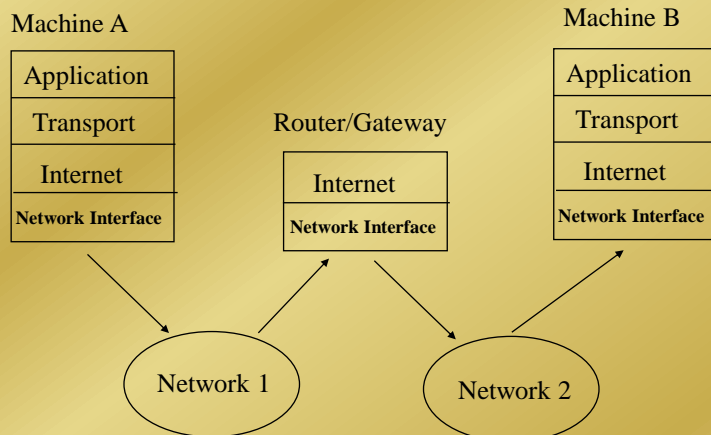 Machine A
Application
Transport
Internet
Network Interface
Router/Gateway
Internet
Network Interface
Machine B
Application
Transport
Internet
Network Interface
Network 1
Network 2